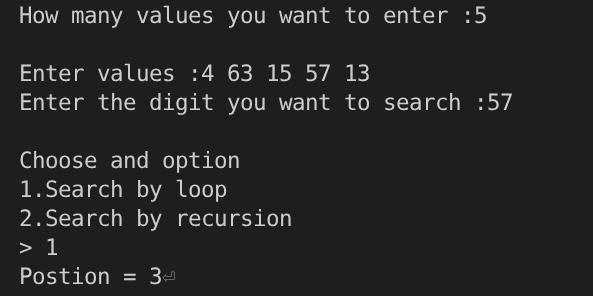 How many values you want to enter :5
Enter values :4 63 15 57 13
Enter the digit you want to search :57
Choose and option
1.Search by loop
2.Search by recursion
> 1
Postion = 3⏎